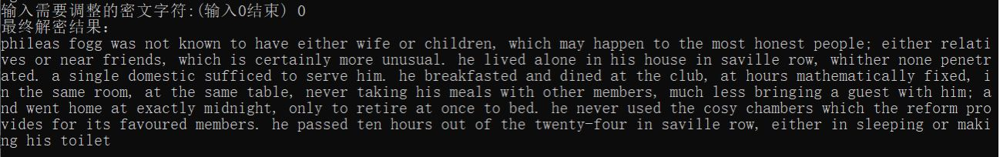 输入需要调整的密文字符:(输入0结束) 0
最终解密结果:
phileas fogg was not known to have either wife or children, which may happen to the most honest people; either relati
ves or near friends, which is certainly more unusual. he lived alone in his house in saville row, whither none penetr
ated. a single domestic sufficed to serve him. he breakfasted and dined at the club, at hours mathematically fixed, i
n the same room, at the same table, never taking his meals with other members, much less bringing a guest with him; a
nd went home at exactly midnight, only to retire at once to bed. he never used the cosy chambers which the reform pro
vides for its favoured members. he passed ten hours out of the twenty-four in saville row, either in sleeping or maki
ng his toilet